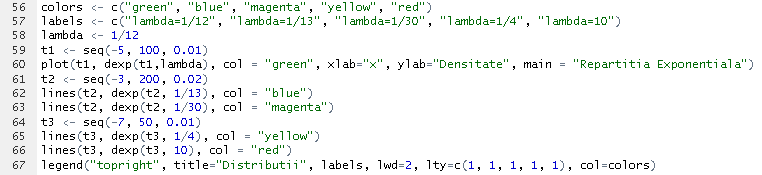 56 colors <- c("green", "blue", "magenta", "yellow", "red")
57 labels <- c("lambda=1/12", "lambda=1/13", "lambda=1/30", "lambda=1/4", "lambda=10")
58 lambda <- 1/12
59 t1 <- seq(-5, 100, 0.01)
60 plot(t1, dexp(t1,lambda), col = "green", xlab="x", ylab="Densitate", main = "Repartitia Exponentiala")
61 t2 <- seq(-3, 200, 0.02)
62 lines(t2, dexp(t2, 1/13), col = "blue")
63 lines(t2, dexp(t2, 1/30), col = "magenta")
64 t3 <- seq(-7, 50, 0.01)
65 lines(t3, dexp(t3, 1/4), col = "yellow")
66 lines(t3, dexp(t3, 10), col = "red")
67 legend("topright", title="Distributii", labels, lwd=2, lty=c(1, 1, 1, 1, 1), col=colors)